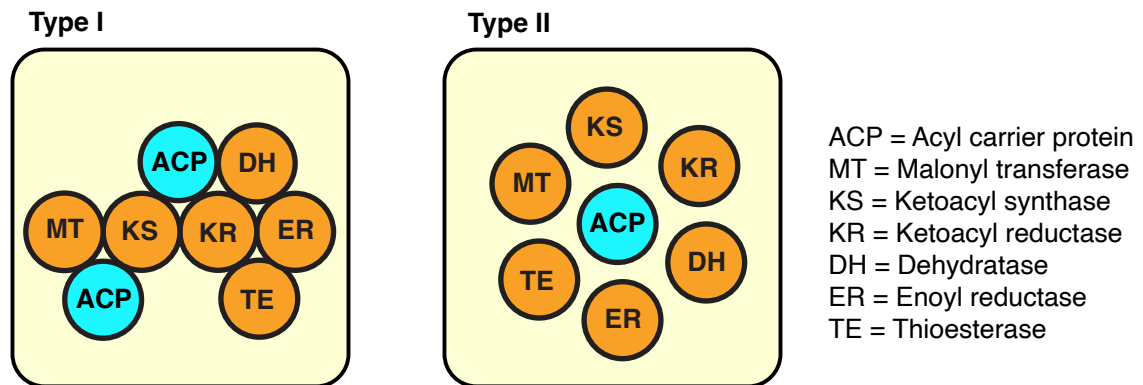 Type I
Type II
ACP
DH
MT
KS
KR
ER
ACP
TE
KS
KR
MT
ACP
DH
TE
ER
ACP = Acyl carrier protein
MT = Malonyl transferase
KS = Ketoacyl synthase
KR = Ketoacyl reductase
DH = Dehydratase
ER = Enoyl reductase
TE = Thioesterase